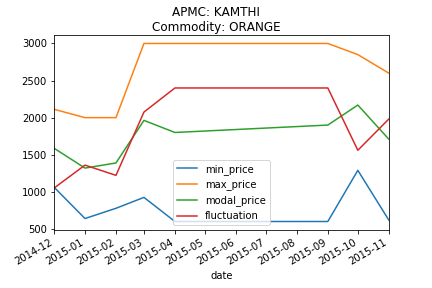 APMC: KAMTHI
Commodity: ORANGE
3000
2500
2000
1500
1000
500
min_price
max_price
modal_price
fluctuation
2014-12
2015-01
2015-02
2015-03
2015-04
2015-05
2015-06
2015-07
2015-08
2015-09
2015-10
2015-11
date